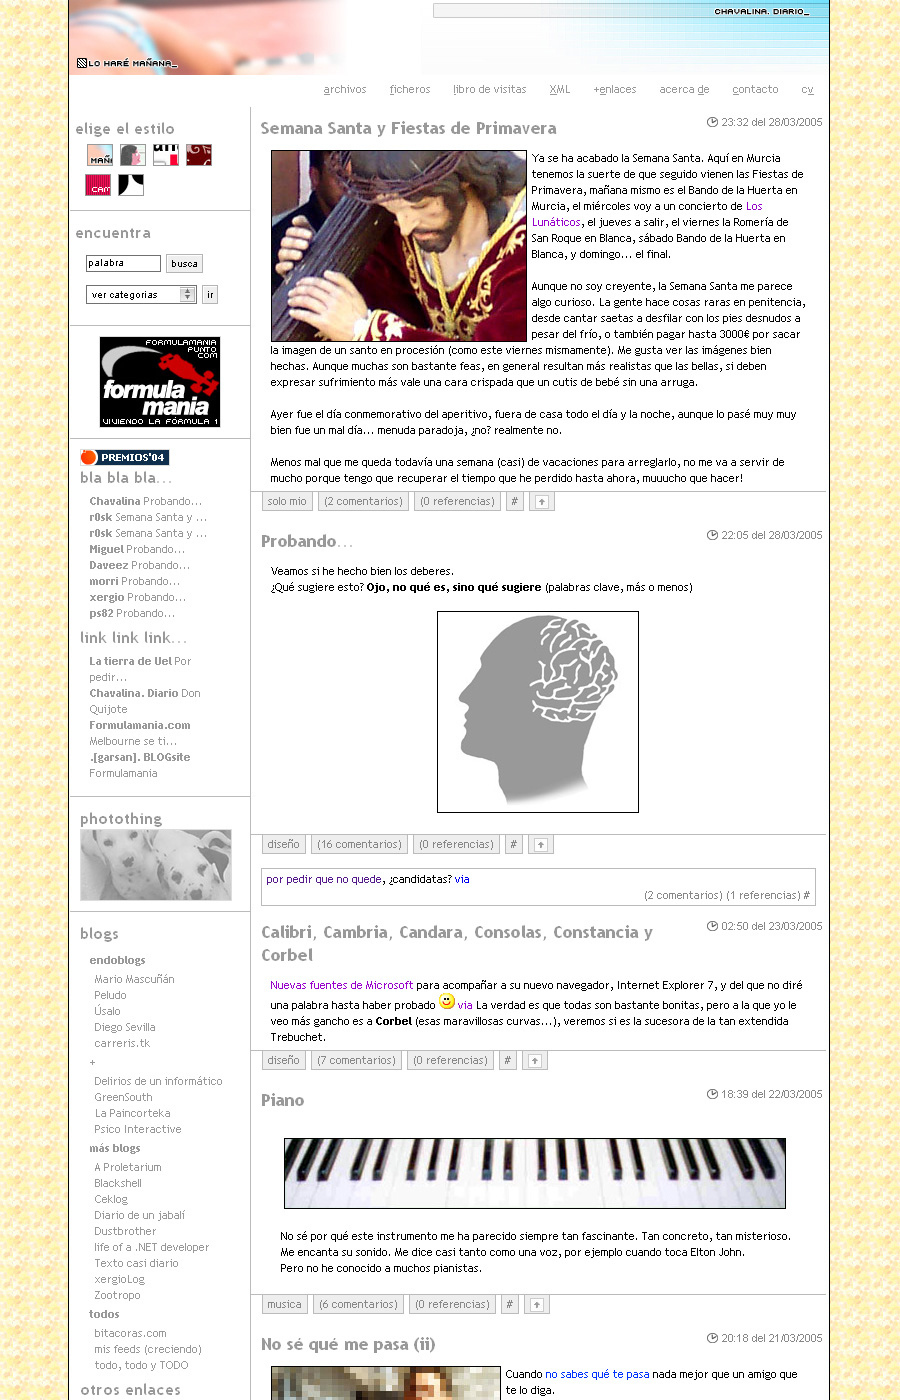 CHAVALINA. DIARIO_
LO HARÉ MAÑANA_
archivos ficheros libro de visitas XML +enlaces acerca de contacto cv
elige el estilo
MAÑ
CAM
encuentra
palabra busca
ver categorias ir
FORMULAMANIA
PUNTO
COM
formula
mania
VIVIENDO LA FÓRMULA 1
PREMIOS'04
bla bla bla...
Chavalina Probando...
r0sk Semana Santa y ...
r0sk Semana Santa y ...
Miguel Probando...
Daveez Probando...
morri Probando...
xergio Probando...
ps82 Probando...
link link link...
La tierra de Uel Por
pedir...
Chavalina. Diario Don
Quijote
Formulamania.com
Melbourne se ti...
.[garsan]. BLOGsite
Formulamania
photothing
blogs
endoblogs
Mario Mascuñán
Peludo
Úsalo
Diego Sevilla
carreris.tk
+
Delirios de un informático
GreenSouth
La Paincorteka
Psico Interactive
más blogs
A Proletarium
Blackshell
Ceklog
Diario de un jabalí
Dustbrother
life of a .NET developer
Texto casi diario
xergioLog
Zootropo
todos
bitacoras.com
mis feeds (creciendo)
todo, todo y TODO
otros enlaces
Semana Santa y Fiestas de Primavera
23:32 del 28/03/2005
Ya se ha acabado la Semana Santa. Aquí en Murcia
tenemos la suerte de que seguido vienen las Fiestas de
Primavera, mañana mismo es el Bando de la Huerta en
Murcia, el miércoles voy a un concierto de Los
Lunáticos, el jueves a salir, el viernes la Romería de
San Roque en Blanca, sábado Bando de la Huerta en
Blanca, y domingo... el final.
Aunque no soy creyente, la Semana Santa me parece
algo curioso. La gente hace cosas raras en penitencia,
desde cantar saetas a desfilar con los pies desnudos a
pesar del frío, o también pagar hasta 3000€ por sacar
la imagen de un santo en procesión (como este viernes mismamente). Me gusta ver las imágenes bien
hechas. Aunque muchas son bastante feas, en general resultan más realistas que las bellas, si deben
expresar sufrimiento más vale una cara crispada que un cutis de bebé sin una arruga.
Ayer fue el día conmemorativo del aperitivo, fuera de casa todo el día y la noche, aunque lo pasé muy muy
bien fue un mal día... menuda paradoja, ¿no? realmente no.
Menos mal que me queda todavía una semana (casi) de vacaciones para arreglarlo, no me va a servir de
mucho porque tengo que recuperar el tiempo que he perdido hasta ahora, muuucho que hacer!
solo mio (2 comentarios) (0 referencias) #
Probando...
22:05 del 28/03/2005
Veamos si he hecho bien los deberes.
¿Qué sugiere esto? Ojo, no qué es, sino qué sugiere (palabras clave, más o menos)
diseño (16 comentarios) (0 referencias) #
por pedir que no quede, ¿candidatas? via
(2 comentarios) (1 referencias) #
Calibri, Cambria, Candara, Consolas, Constancia y
Corbel
02:50 del 23/03/2005
Nuevas fuentes de Microsoft para acompañar a su nuevo navegador, Internet Explorer 7, y del que no diré
una palabra hasta haber probado via La verdad es que todas son bastante bonitas, pero a la que yo le
veo más gancho es a Corbel (esas maravillosas curvas...), veremos si es la sucesora de la tan extendida
Trebuchet.
diseño (7 comentarios) (0 referencias) #
Piano
18:39 del 22/03/2005
No sé por qué este instrumento me ha parecido siempre tan fascinante. Tan concreto, tan misterioso.
Me encanta su sonido. Me dice casi tanto como una voz, por ejemplo cuando toca Elton John.
Pero no he conocido a muchos pianistas.
musica (6 comentarios) (0 referencias) #
No sé qué me pasa (ii)
20:18 del 21/03/2005
Cuando no sabes qué te pasa nada mejor que un amigo que
te lo diga.